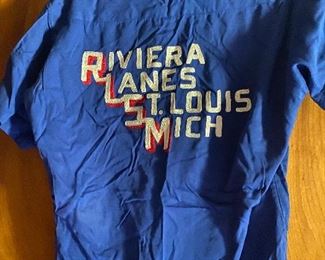 RIVIERA
LANES
ST. LOUIS
MICH